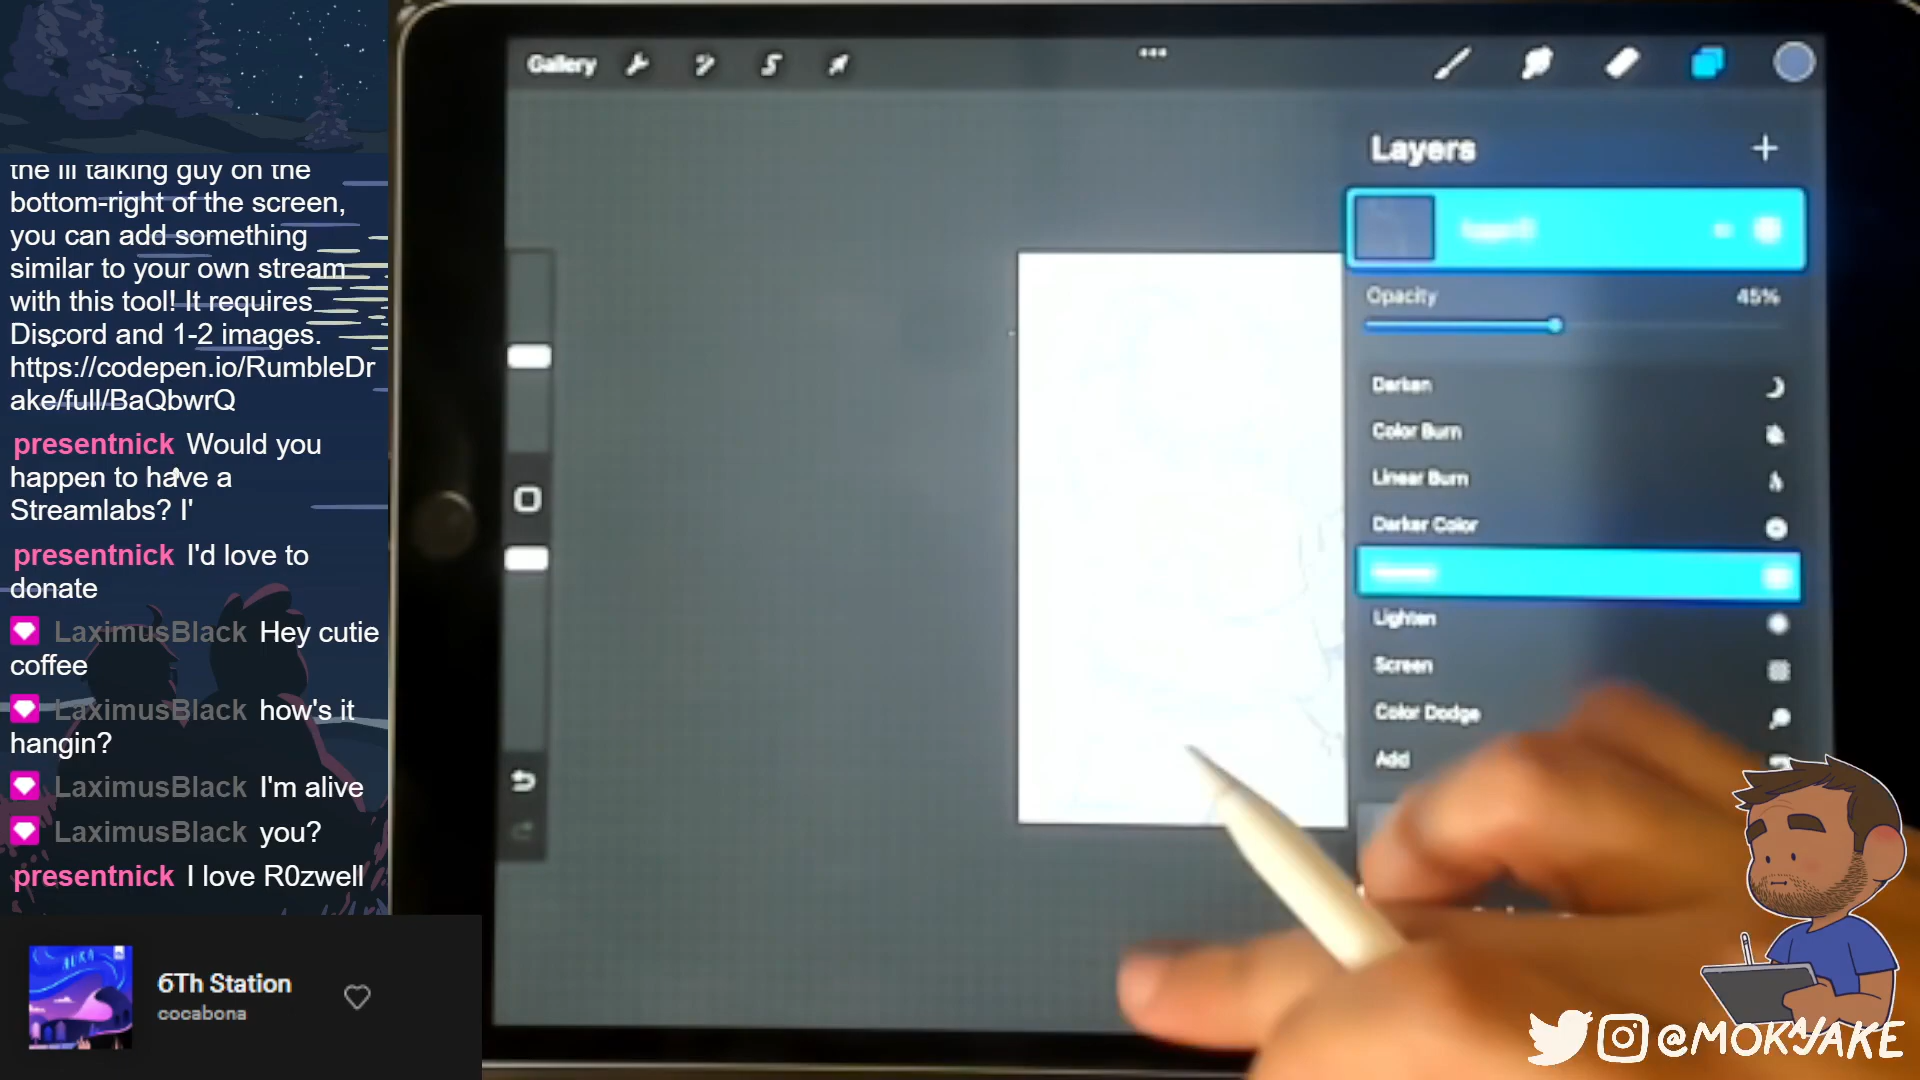 the lil talking guy on the
bottom-right of the screen,
you can add something
similar to your own stream
with this tool! It requires
Discord and 1-2 images.
https://codepen.io/RumbleDr
ake/full/BaQbwrQ
presentnick Would you
happen to have a
Streamlabs? I'
presentnick I'd love to
donate
LaximusBlack Hey cutie
coffee
LaximusBlack how's it
hangin?
LaximusBlack I'm alive
LaximusBlack you?
presentnick I love R0zwell
6Th Station
cocabona
Gallery
Layers
Opacity 45%
Darken
Color Burn
Linear Burn
Darker Color
Lighten
Screen
Color Dodge
Add
@MOKAJAKE